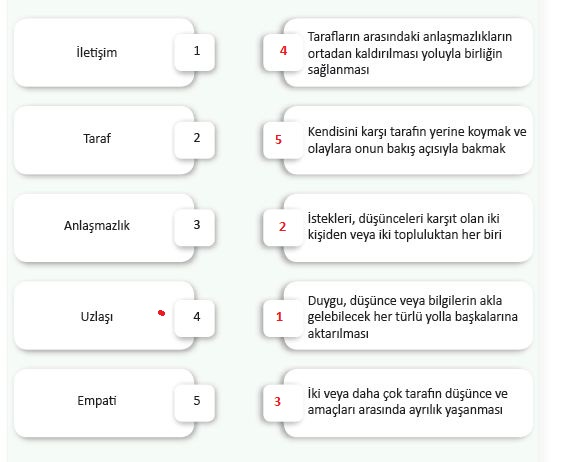 İletişim 1
4 Tarafların arasındaki anlaşmazlıkların
ortadan kaldırılması yoluyla birliğin
sağlanması
Taraf 2
5 Kendisini karşı tarafın yerine koymak ve
olaylara onun bakış açısıyla bakmak
Anlaşmazlık 3
2 İstekleri, düşünceleri karşıt olan iki
kişiden veya iki topluluktan her biri
Uzlaşı 4
1 Duygu, düşünce veya bilgilerin akla
gelebilecek her türlü yolla başkalarına
aktarılması
Empati 5
3 İki veya daha çok tarafın düşünce ve
amaçları arasında ayrılık yaşanması